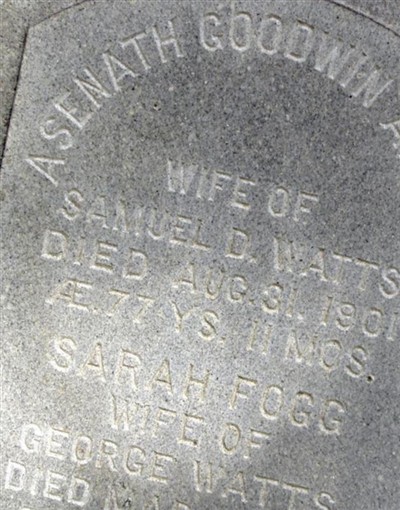 ASENATH GOODWIN
WIFE OF
SAMUEL D. WATTS
DIED AUG. 31. 1901
Æ. 77 YS. 11 MOS.
SARAH FOGG
WIFE OF
GEORGE WATTS
DIED